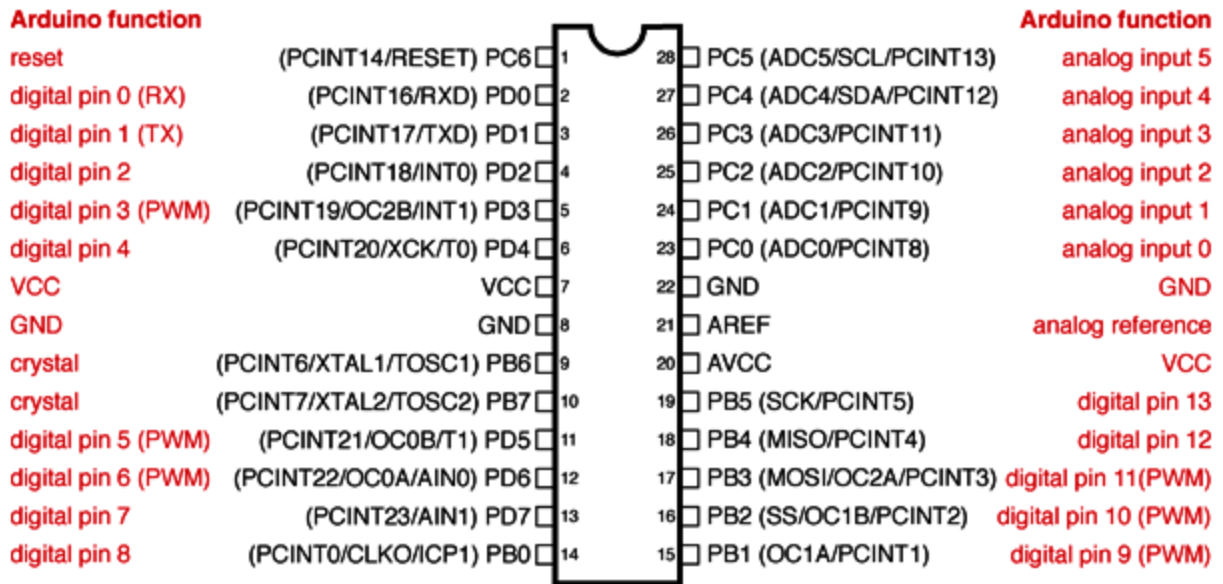 Arduino function Arduino function
reset (PCINT14/RESET) PC6 1 28 PC5 (ADC5/SCL/PCINT13) analog input 5
digital pin 0 (RX) (PCINT16/RXD) PD0 2 27 PC4 (ADC4/SDA/PCINT12) analog input 4
digital pin 1 (TX) (PCINT17/TXD) PD1 3 26 PC3 (ADC3/PCINT11) analog input 3
digital pin 2 (PCINT18/INT0) PD2 4 25 PC2 (ADC2/PCINT10) analog input 2
digital pin 3 (PWM) (PCINT19/OC2B/INT1) PD3 5 24 PC1 (ADC1/PCINT9) analog input 1
digital pin 4 (PCINT20/XCK/T0) PD4 6 23 PC0 (ADC0/PCINT8) analog input 0
VCC VCC 7 22 GND GND
GND GND 8 21 AREF analog reference
crystal (PCINT6/XTAL1/TOSC1) PB6 9 20 AVCC VCC
crystal (PCINT7/XTAL2/TOSC2) PB7 10 19 PB5 (SCK/PCINT5) digital pin 13
digital pin 5 (PWM) (PCINT21/OC0B/T1) PD5 11 18 PB4 (MISO/PCINT4) digital pin 12
digital pin 6 (PWM) (PCINT22/OC0A/AIN0) PD6 12 17 PB3 (MOSI/OC2A/PCINT3) digital pin 11(PWM)
digital pin 7 (PCINT23/AIN1) PD7 13 16 PB2 (SS/OC1B/PCINT2) digital pin 10 (PWM)
digital pin 8 (PCINT0/CLKO/ICP1) PB0 14 15 PB1 (OC1A/PCINT1) digital pin 9 (PWM)